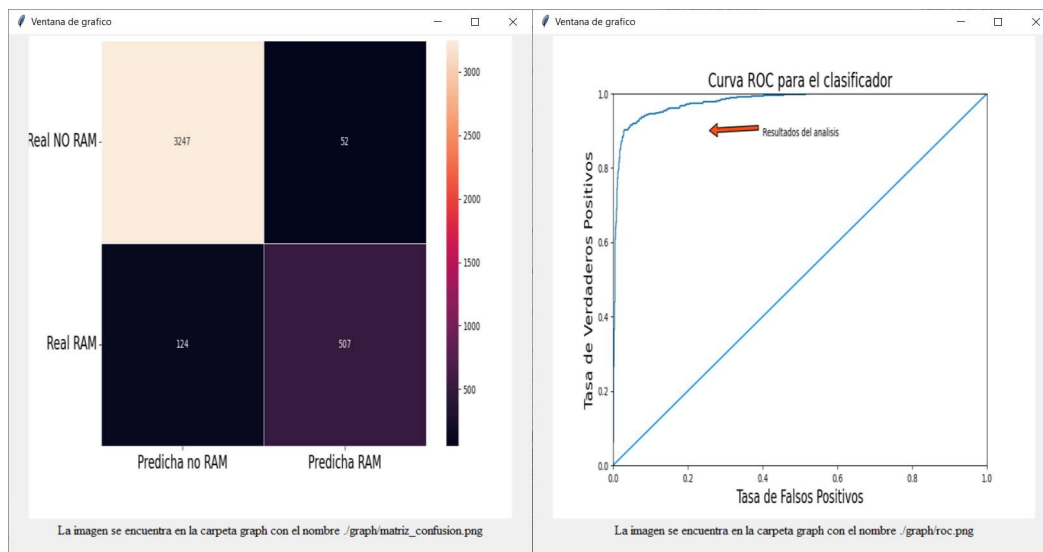 Ventana de grafico
Real NO RAM
3247
52
Real RAM
124
507
Predicha no RAM
Predicha RAM
3000
2500
2000
1500
1000
500
La imagen se encuentra en la carpeta graph con el nombre ./graph/matriz_confusion.png
Ventana de grafico
Curva ROC para el clasificador
Resultados del analisis
Tasa de Verdaderos Positivos
1.0
0.8
0.6
0.4
0.2
0.0
0.0 0.2 0.4 0.6 0.8 1.0
Tasa de Falsos Positivos
La imagen se encuentra en la carpeta graph con el nombre ./graph/roc.png